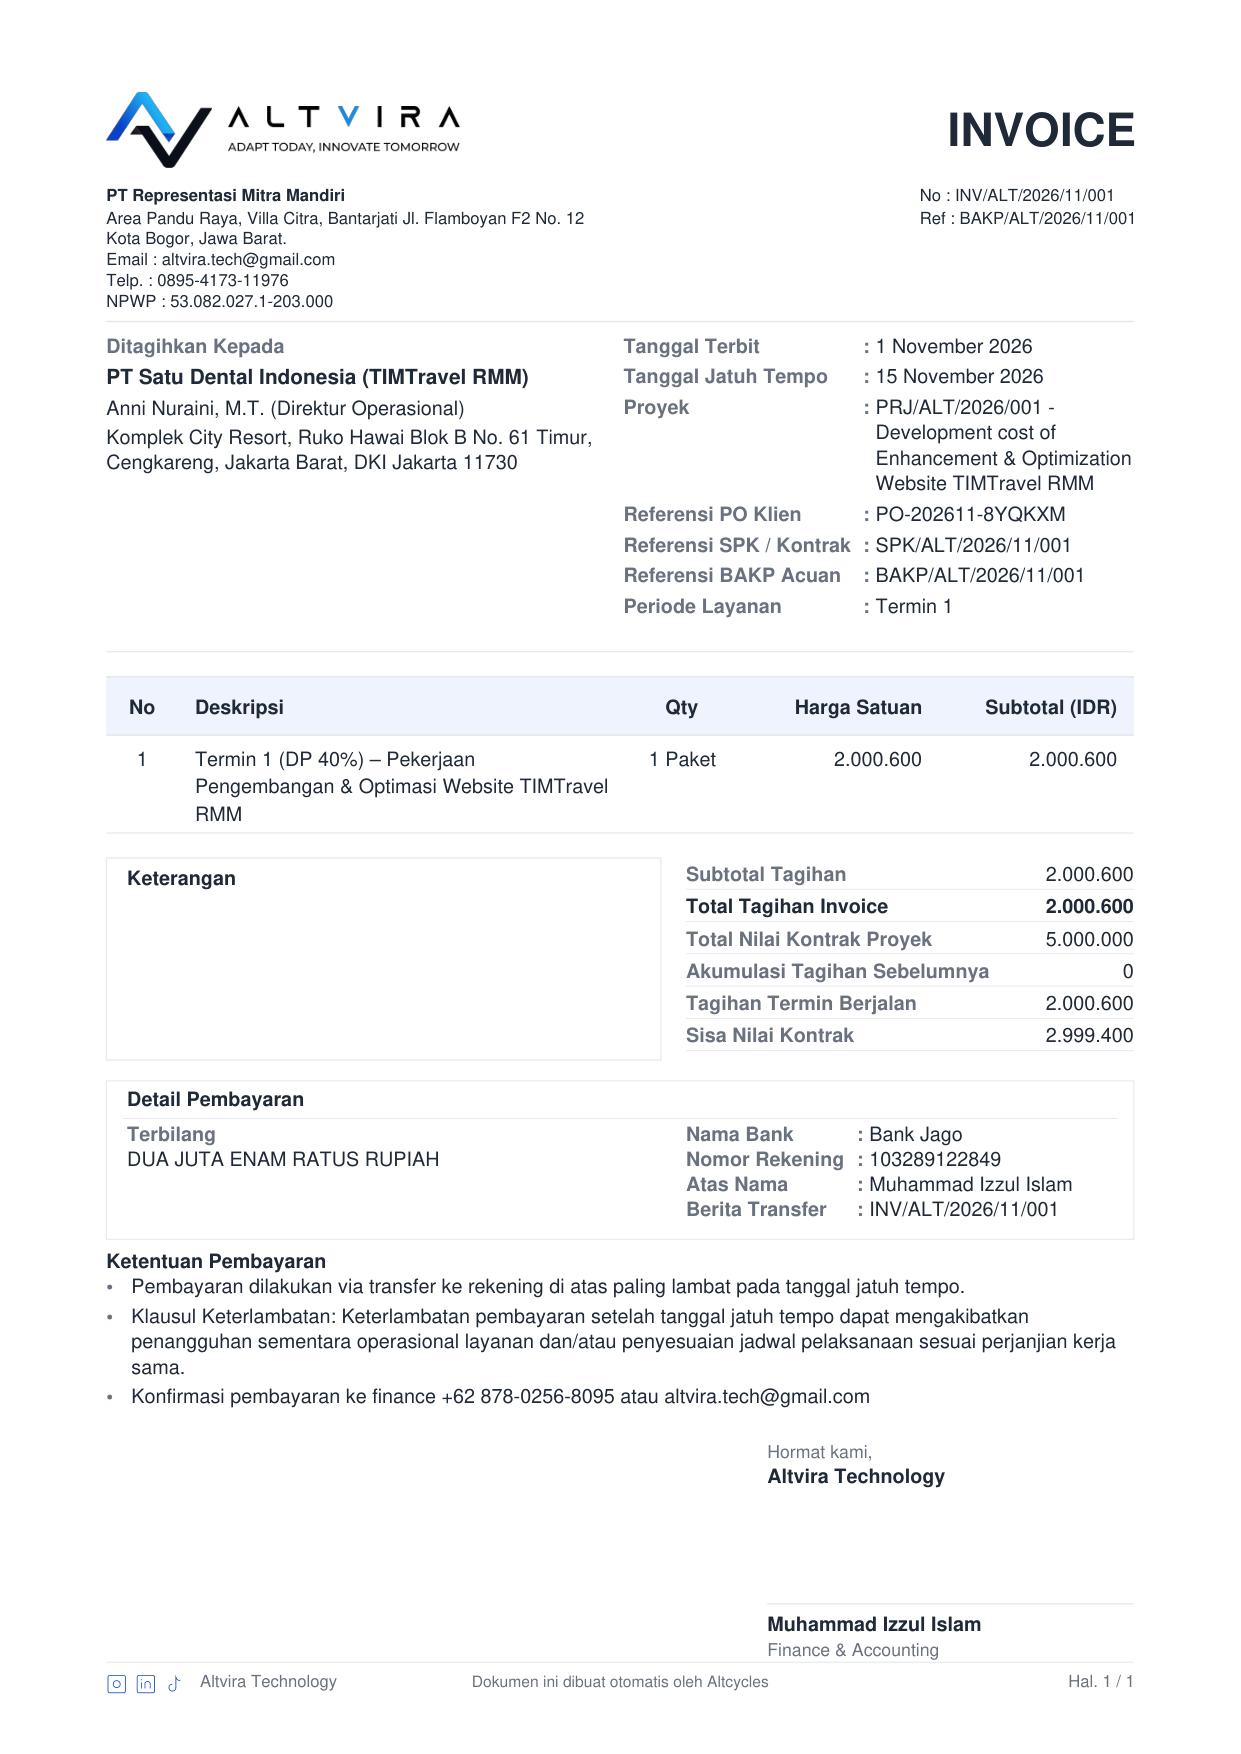 ALTVIRA
ADAPT TODAY, INNOVATE TOMORROW
INVOICE
PT Representasi Mitra Mandiri
Area Pandu Raya, Villa Citra, Bantarjati Jl. Flamboyan F2 No. 12
Kota Bogor, Jawa Barat.
Email : altvira.tech@gmail.com
Telp. : 0895-4173-11976
NPWP : 53.082.027.1-203.000
No : INV/ALT/2026/11/001
Ref : BAKP/ALT/2026/11/001
Ditagihkan Kepada
PT Satu Dental Indonesia (TIMTravel RMM)
Anni Nuraini, M.T. (Direktur Operasional)
Komplek City Resort, Ruko Hawai Blok B No. 61 Timur,
Cengkareng, Jakarta Barat, DKI Jakarta 11730
Tanggal Terbit : 1 November 2026
Tanggal Jatuh Tempo : 15 November 2026
Proyek : PRJ/ALT/2026/001 -
Development cost of
Enhancement & Optimization
Website TIMTravel RMM
Referensi PO Klien : PO-202611-8YQKXM
Referensi SPK / Kontrak : SPK/ALT/2026/11/001
Referensi BAKP Acuan : BAKP/ALT/2026/11/001
Periode Layanan : Termin 1
No Deskripsi Qty Harga Satuan Subtotal (IDR)
1 Termin 1 (DP 40%) – Pekerjaan 1 Paket 2.000.600 2.000.600
Pengembangan & Optimasi Website TIMTravel
RMM
Keterangan
Subtotal Tagihan 2.000.600
Total Tagihan Invoice 2.000.600
Total Nilai Kontrak Proyek 5.000.000
Akumulasi Tagihan Sebelumnya 0
Tagihan Termin Berjalan 2.000.600
Sisa Nilai Kontrak 2.999.400
Detail Pembayaran
Terbilang
DUA JUTA ENAM RATUS RUPIAH
Nama Bank : Bank Jago
Nomor Rekening : 103289122849
Atas Nama : Muhammad Izzul Islam
Berita Transfer : INV/ALT/2026/11/001
Ketentuan Pembayaran
• Pembayaran dilakukan via transfer ke rekening di atas paling lambat pada tanggal jatuh tempo.
• Klausul Keterlambatan: Keterlambatan pembayaran setelah tanggal jatuh tempo dapat mengakibatkan
penangguhan sementara operasional layanan dan/atau penyesuaian jadwal pelaksanaan sesuai perjanjian kerja
sama.
• Konfirmasi pembayaran ke finance +62 878-0256-8095 atau altvira.tech@gmail.com
Hormat kami,
Altvira Technology
Muhammad Izzul Islam
Finance & Accounting
Altvira Technology Dokumen ini dibuat otomatis oleh Altcycles Hal. 1 / 1